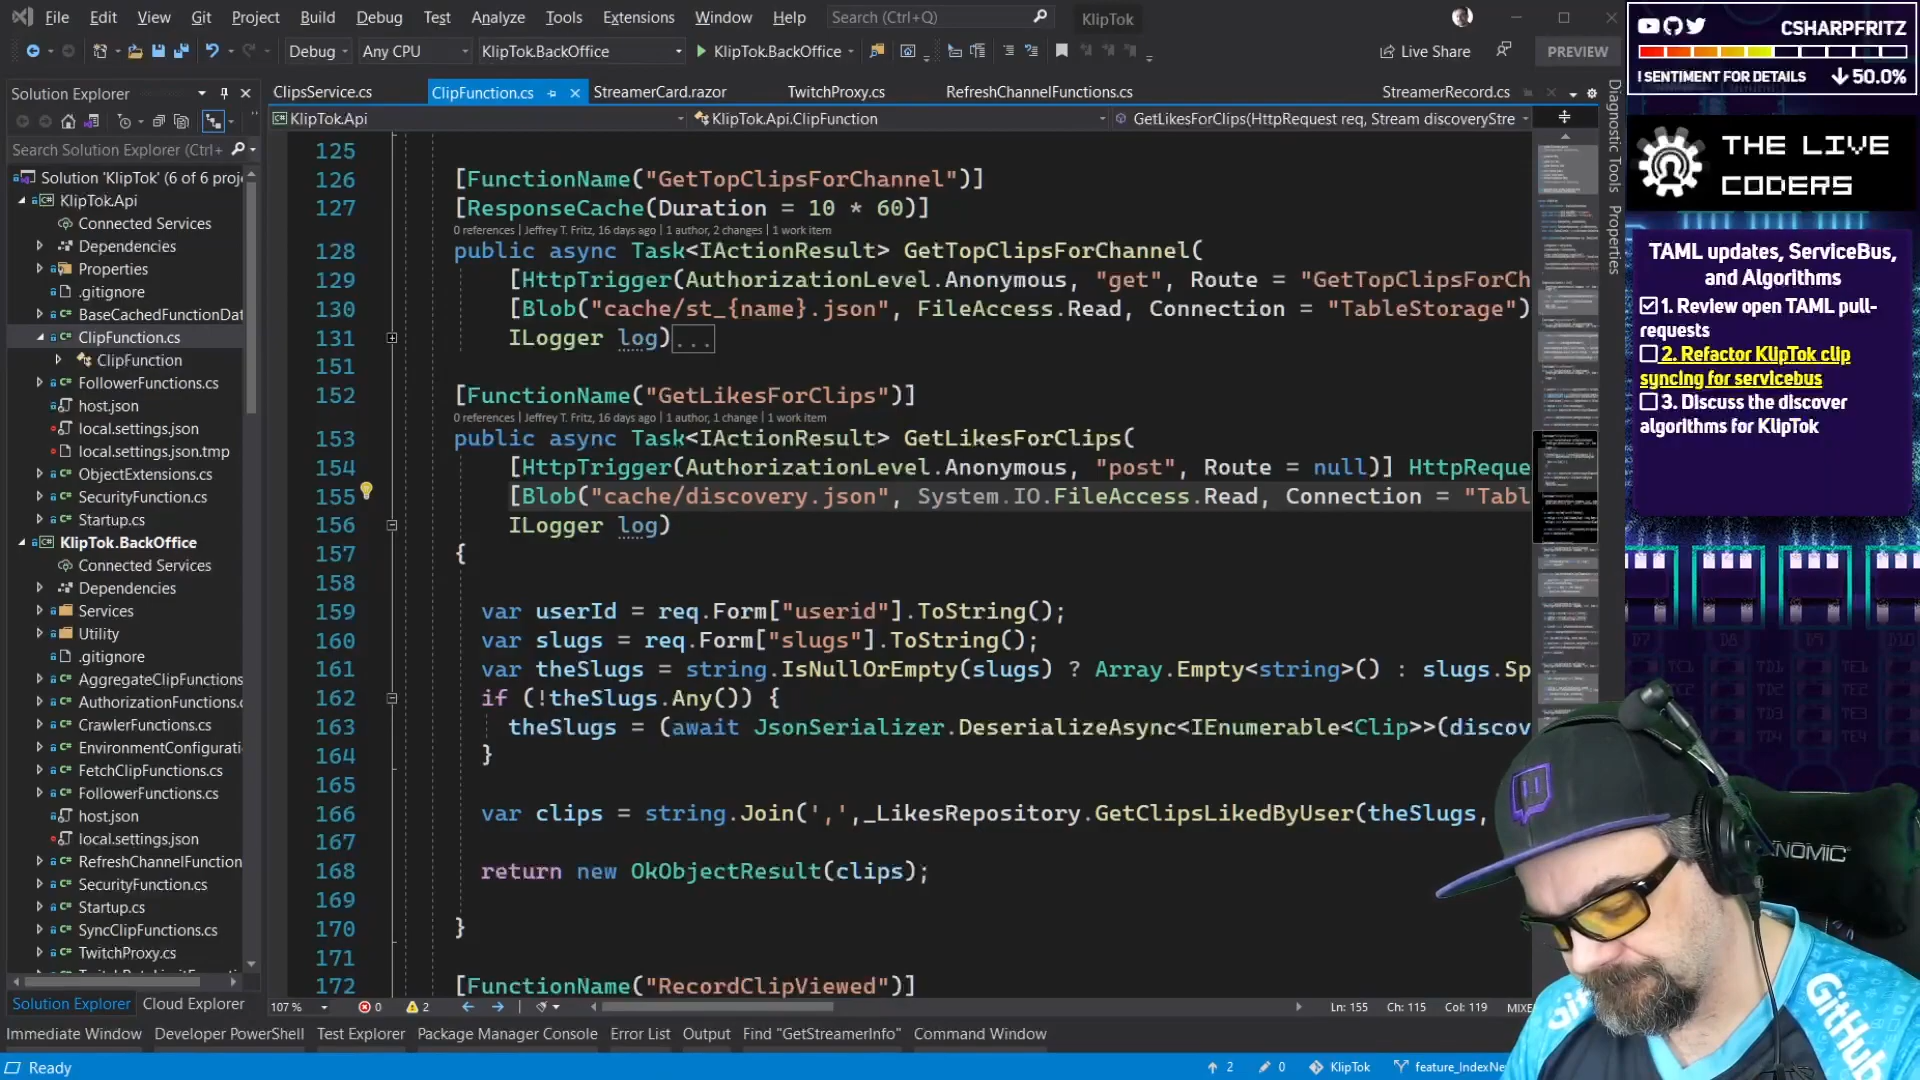 File Edit View Git Project Build Debug Test Analyze Tools Extensions Window Help Search (Ctrl+Q) KlipTok
Debug Any CPU KlipTok.BackOffice KlipTok.BackOffice Live Share PREVIEW
Solution Explorer
Search Solution Explorer (Ctrl+
Solution 'KlipTok' (6 of 6 proj
KlipTok.Api
Connected Services
Dependencies
Properties
.gitignore
BaseCachedFunctionDat
ClipFunction.cs
ClipFunction
FollowerFunctions.cs
host.json
local.settings.json
local.settings.json.tmp
ObjectExtensions.cs
SecurityFunction.cs
Startup.cs
KlipTok.BackOffice
Connected Services
Dependencies
Services
Utility
.gitignore
AggregateClipFunctions
AuthorizationFunctions.c
CrawlerFunctions.cs
EnvironmentConfigurati
FetchClipFunctions.cs
FollowerFunctions.cs
host.json
local.settings.json
RefreshChannelFunction
SecurityFunction.cs
Startup.cs
SyncClipFunctions.cs
TwitchProxy.cs
Solution Explorer Cloud Explorer
ClipsService.cs ClipFunction.cs StreamerCard.razor TwitchProxy.cs RefreshChannelFunctions.cs StreamerRecord.cs
KlipTok.Api KlipTok.Api.ClipFunction GetLikesForClips(HttpRequest req, Stream discoveryStre
125
126 [FunctionName("GetTopClipsForChannel")]
127 [ResponseCache(Duration = 10 * 60)]
0 references | Jeffrey T. Fritz, 16 days ago | 1 author, 2 changes | 1 work item
128 public async Task<IActionResult> GetTopClipsForChannel(
129 [HttpTrigger(AuthorizationLevel.Anonymous, "get", Route = "GetTopClipsForCh
130 [Blob("cache/st_{name}.json", FileAccess.Read, Connection = "TableStorage")
131 ILogger log)...
151
152 [FunctionName("GetLikesForClips")]
0 references | Jeffrey T. Fritz, 16 days ago | 1 author, 1 change | 1 work item
153 public async Task<IActionResult> GetLikesForClips(
154 [HttpTrigger(AuthorizationLevel.Anonymous, "post", Route = null)] HttpReque
155 [Blob("cache/discovery.json", System.IO.FileAccess.Read, Connection = "Tabl
156 ILogger log)
157 {
158
159 var userId = req.Form["userid"].ToString();
160 var slugs = req.Form["slugs"].ToString();
161 var theSlugs = string.IsNullOrEmpty(slugs) ? Array.Empty<string>() : slugs.Sp
162 if (!theSlugs.Any()) {
163 theSlugs = (await JsonSerializer.DeserializeAsync<IEnumerable<Clip>>(discov
164 }
165
166 var clips = string.Join(',',_LikesRepository.GetClipsLikedByUser(theSlugs,
167
168 return new OkObjectResult(clips);
169
170 }
171
172 [FunctionName("RecordClipViewed")]
107 % 0 2 Ln: 155 Ch: 115 Col: 119 MIXE
Immediate Window Developer PowerShell Test Explorer Package Manager Console Error List Output Find "GetStreamerInfo" Command Window
Ready 2 0 KlipTok feature_IndexNe
Diagnostic Tools Properties
CSHARPFRITZ
! SENTIMENT FOR DETAILS 50.0%
THE LIVE
CODERS
TAML updates, ServiceBus,
and Algorithms
1. Review open TAML pull-
requests
2. Refactor KlipTok clip
syncing for servicebus
3. Discuss the discover
algorithms for KlipTok
GitHub